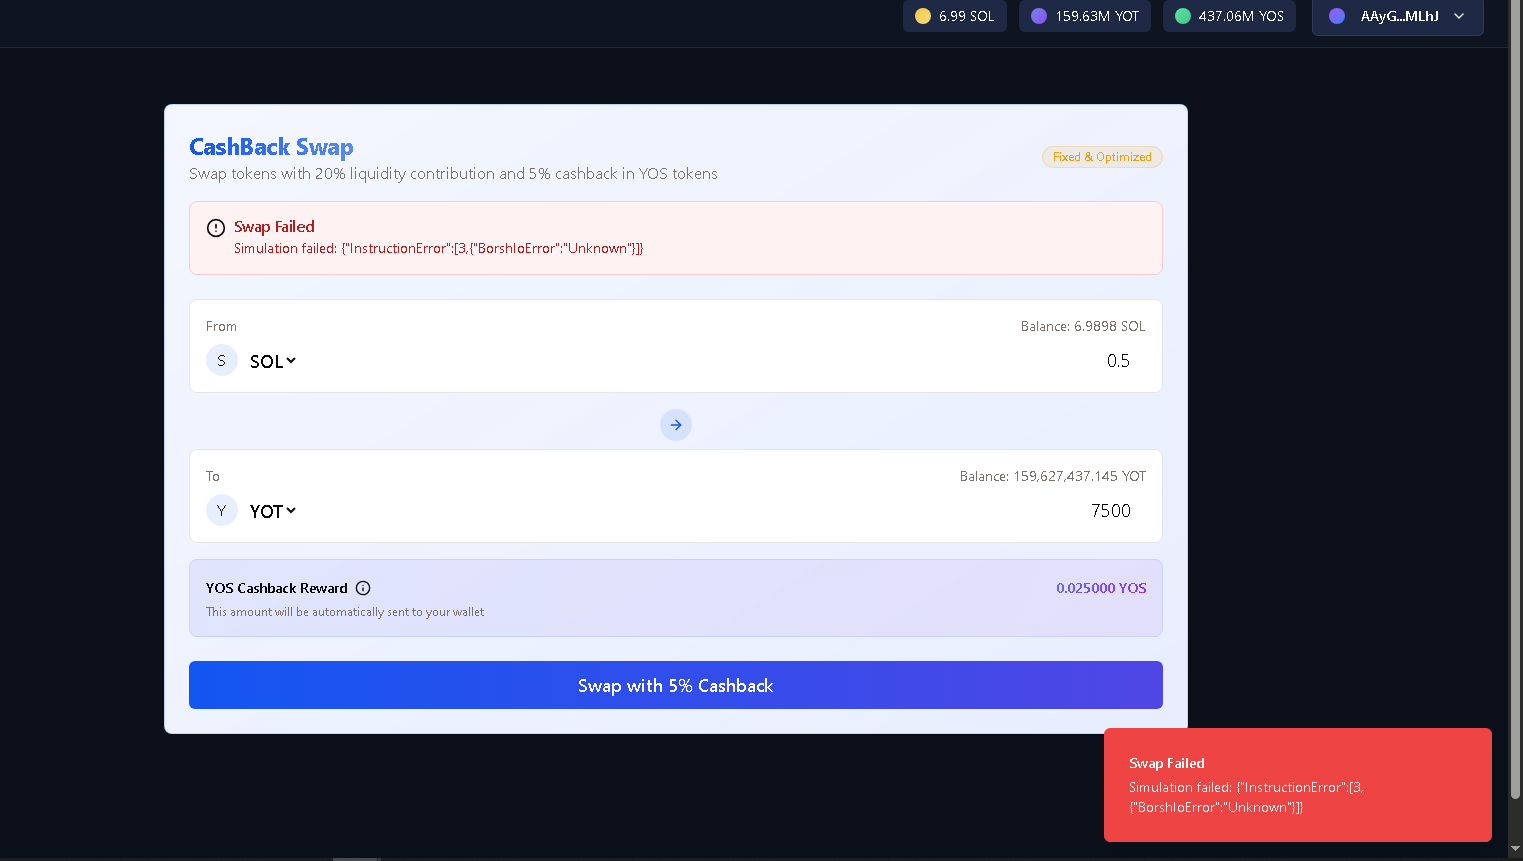 6.99 SOL
159.63M YOT
437.06M YOS
AAyG...MLhJ
CashBack Swap
Swap tokens with 20% liquidity contribution and 5% cashback in YOS tokens
Fixed & Optimized
Swap Failed
Simulation failed: {"InstructionError":[3,{"BorshIoError":"Unknown"}]}
From
Balance: 6.9898 SOL
S
SOL
0.5
To
Balance: 159,627,437.145 YOT
Y
YOT
7500
YOS Cashback Reward
0.025000 YOS
This amount will be automatically sent to your wallet
Swap with 5% Cashback
Swap Failed
Simulation failed: {"InstructionError":[3,
{"BorshIoError":"Unknown"}]}